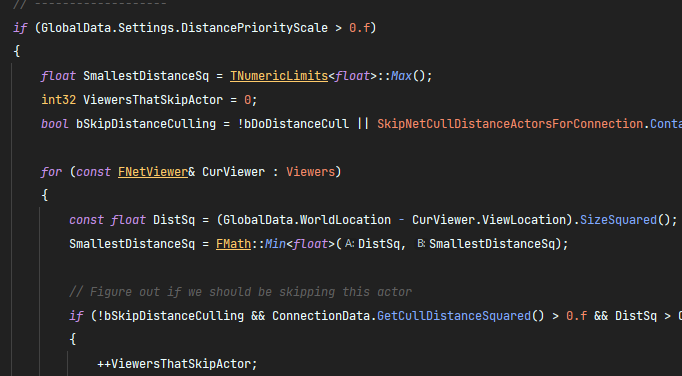 // -------------------
if (GlobalData.Settings.DistancePriorityScale > 0.f)
{
float SmallestDistanceSq = TNumericLimits<float>::Max();
int32 ViewersThatSkipActor = 0;
bool bSkipDistanceCulling = !bDoDistanceCull || SkipNetCullDistanceActorsForConnection.Conta
for (const FNetViewer& CurViewer : Viewers)
{
const float DistSq = (GlobalData.WorldLocation - CurViewer.ViewLocation).SizeSquared();
SmallestDistanceSq = FMath::Min<float>( A: DistSq, B: SmallestDistanceSq);
// Figure out if we should be skipping this actor
if (!bSkipDistanceCulling && ConnectionData.GetCullDistanceSquared() > 0.f && DistSq >
{
++ViewersThatSkipActor;